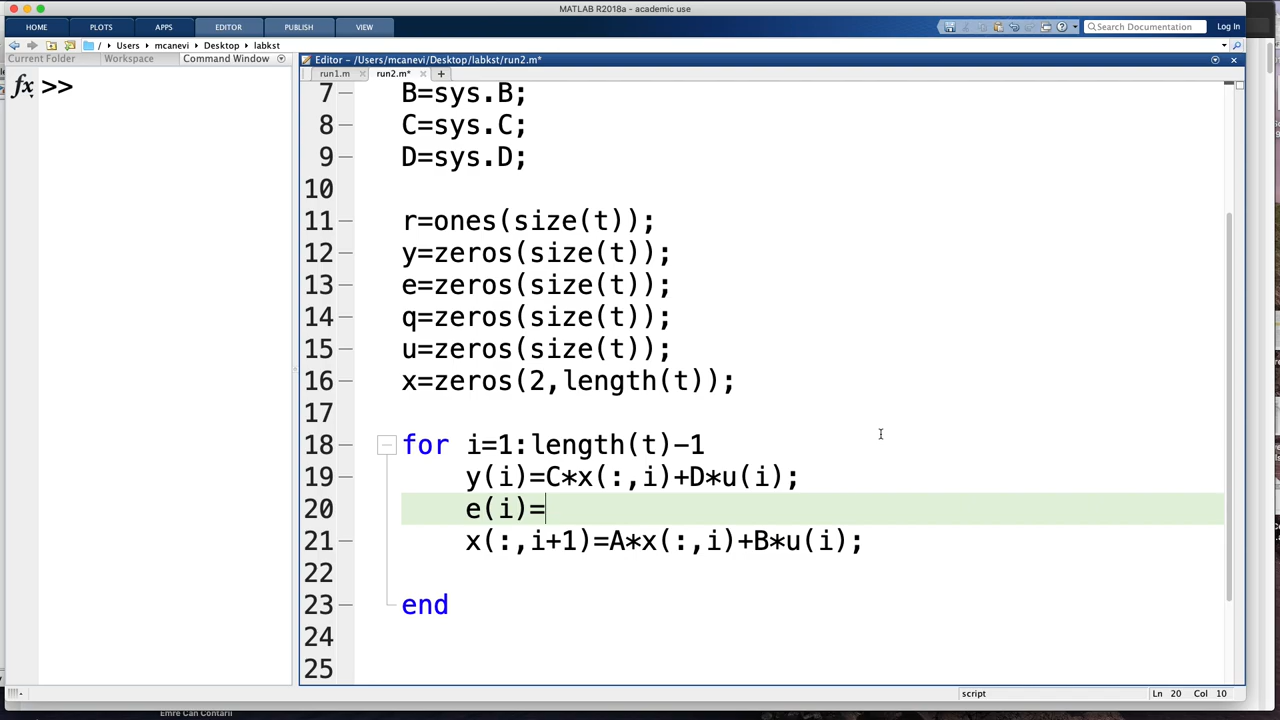 MATLAB R2018a - academic use
HOME PLOTS APPS EDITOR PUBLISH VIEW Search Documentation Log In
/ Users mcanevi Desktop labkst
Current Folder Workspace Command Window
Editor - /Users/mcanevi/Desktop/labkst/run2.m*
run1.m run2.m* +
fx >>
7 B=sys.B;
8 C=sys.C;
9 D=sys.D;
10
11 r=ones(size(t));
12 y=zeros(size(t));
13 e=zeros(size(t));
14 q=zeros(size(t));
15 u=zeros(size(t));
16 x=zeros(2,length(t));
17
18 for i=1:length(t)-1
19 y(i)=C*x(:,i)+D*u(i);
20 e(i)=
21 x(:,i+1)=A*x(:,i)+B*u(i);
22
23 end
24
25
script Ln 20 Col 10